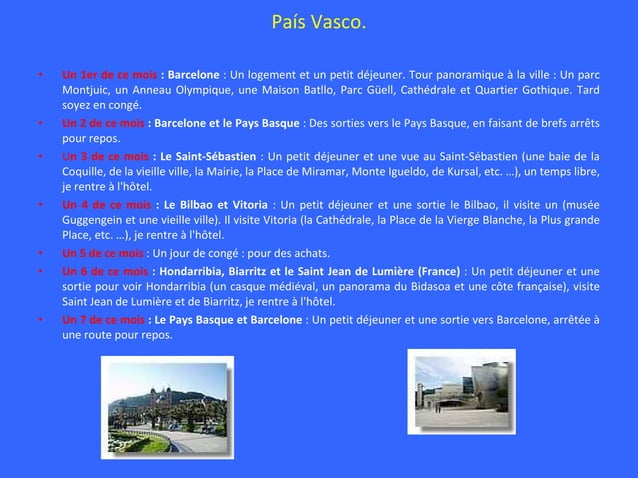 País Vasco.
• Un 1er de ce mois : Barcelone : Un logement et un petit déjeuner. Tour panoramique à la ville : Un parc
Montjuic, un Anneau Olympique, une Maison Batllo, Parc Güell, Cathédrale et Quartier Gothique. Tard
soyez en congé.
• Un 2 de ce mois : Barcelone et le Pays Basque : Des sorties vers le Pays Basque, en faisant de brefs arrêts
pour repos.
• Un 3 de ce mois : Le Saint-Sébastien : Un petit déjeuner et une vue au Saint-Sébastien (une baie de la
Coquille, de la vieille ville, la Mairie, la Place de Miramar, Monte Igueldo, de Kursal, etc. …), un temps libre,
je rentre à l'hôtel.
• Un 4 de ce mois : Le Bilbao et Vitoria : Un petit déjeuner et une sortie le Bilbao, il visite un (musée
Guggengein et une vieille ville). Il visite Vitoria (la Cathédrale, la Place de la Vierge Blanche, la Plus grande
Place, etc. …), je rentre à l'hôtel.
• Un 5 de ce mois : Un jour de congé : pour des achats.
• Un 6 de ce mois : Hondarribia, Biarritz et le Saint Jean de Lumière (France) : Un petit déjeuner et une
sortie pour voir Hondarribia (un casque médiéval, un panorama du Bidasoa et une côte française), visite
Saint Jean de Lumière et de Biarritz, je rentre à l'hôtel.
• Un 7 de ce mois : Le Pays Basque et Barcelone : Un petit déjeuner et une sortie vers Barcelone, arrêtée à
une route pour repos.